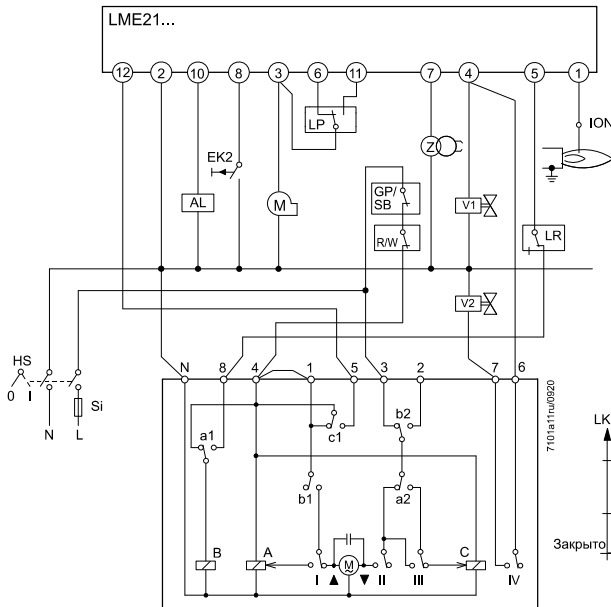 LME21...
12 2 10 8 3 6 11 7 4 5 1
LP
ION
EK2
Z
GP/
SB
AL
M
V1
R/W
LR
V2
HS
0 I
Si
N L
N 8 4 1 5 3 2 7 6
7101a11ru/0920
LK
a1
c1
b2
b1
a2
Закрыто
B A I M ~ II III C IV